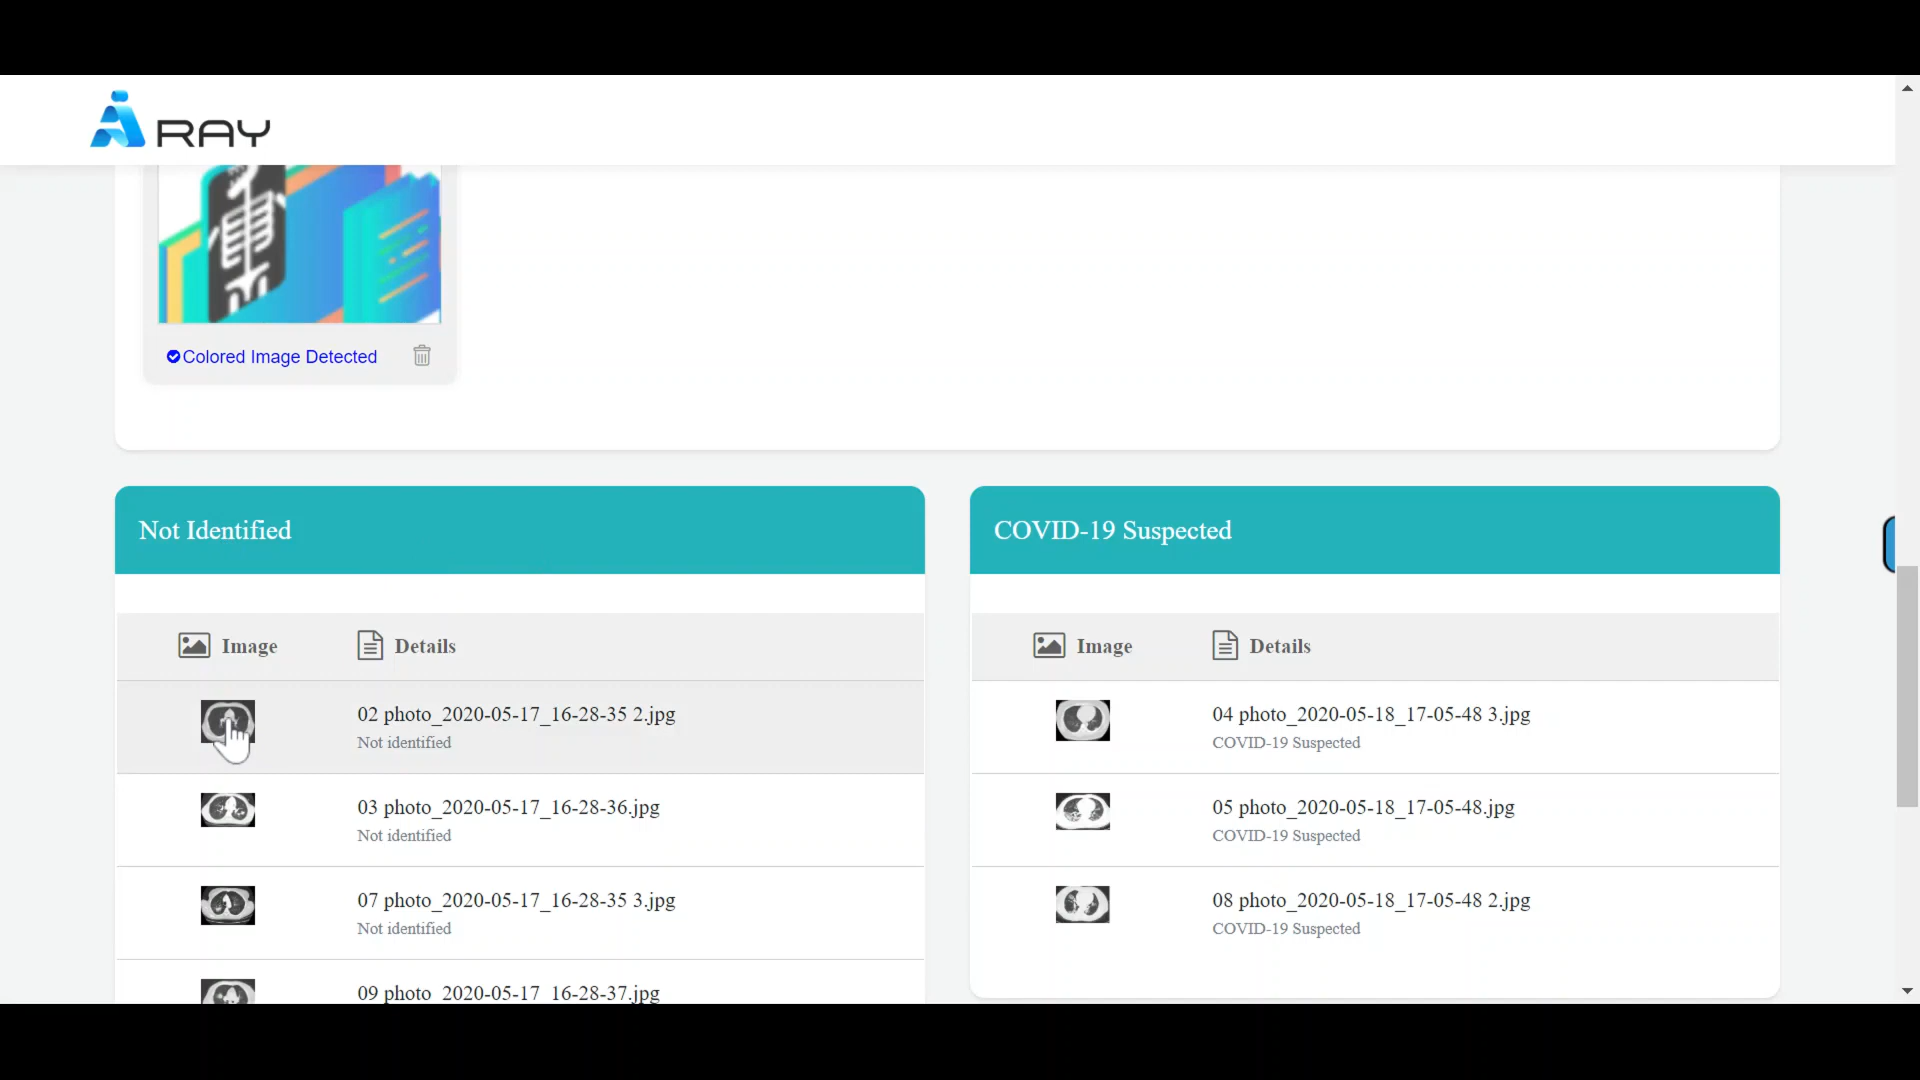 RAY
Colored Image Detected
Not Identified
Image
Details
02 photo_2020-05-17_16-28-35 2.jpg
Not identified
03 photo_2020-05-17_16-28-36.jpg
Not identified
07 photo_2020-05-17_16-28-35 3.jpg
Not identified
09 photo_2020-05-17_16-28-37.jpg
COVID-19 Suspected
Image
Details
04 photo_2020-05-18_17-05-48 3.jpg
COVID-19 Suspected
05 photo_2020-05-18_17-05-48.jpg
COVID-19 Suspected
08 photo_2020-05-18_17-05-48 2.jpg
COVID-19 Suspected